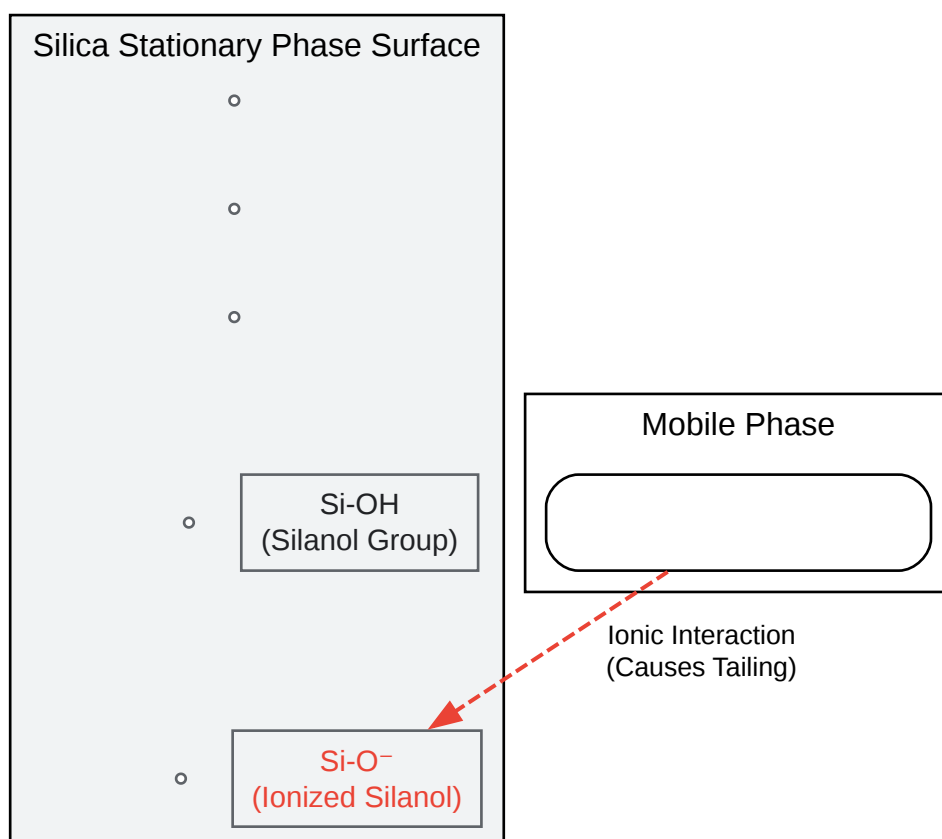 Silica Stationary Phase Surface
Mobile Phase
Si-OH
(Silanol Group)
Ionic Interaction
(Causes Tailing)
Si-O⁻
(Ionized Silanol)